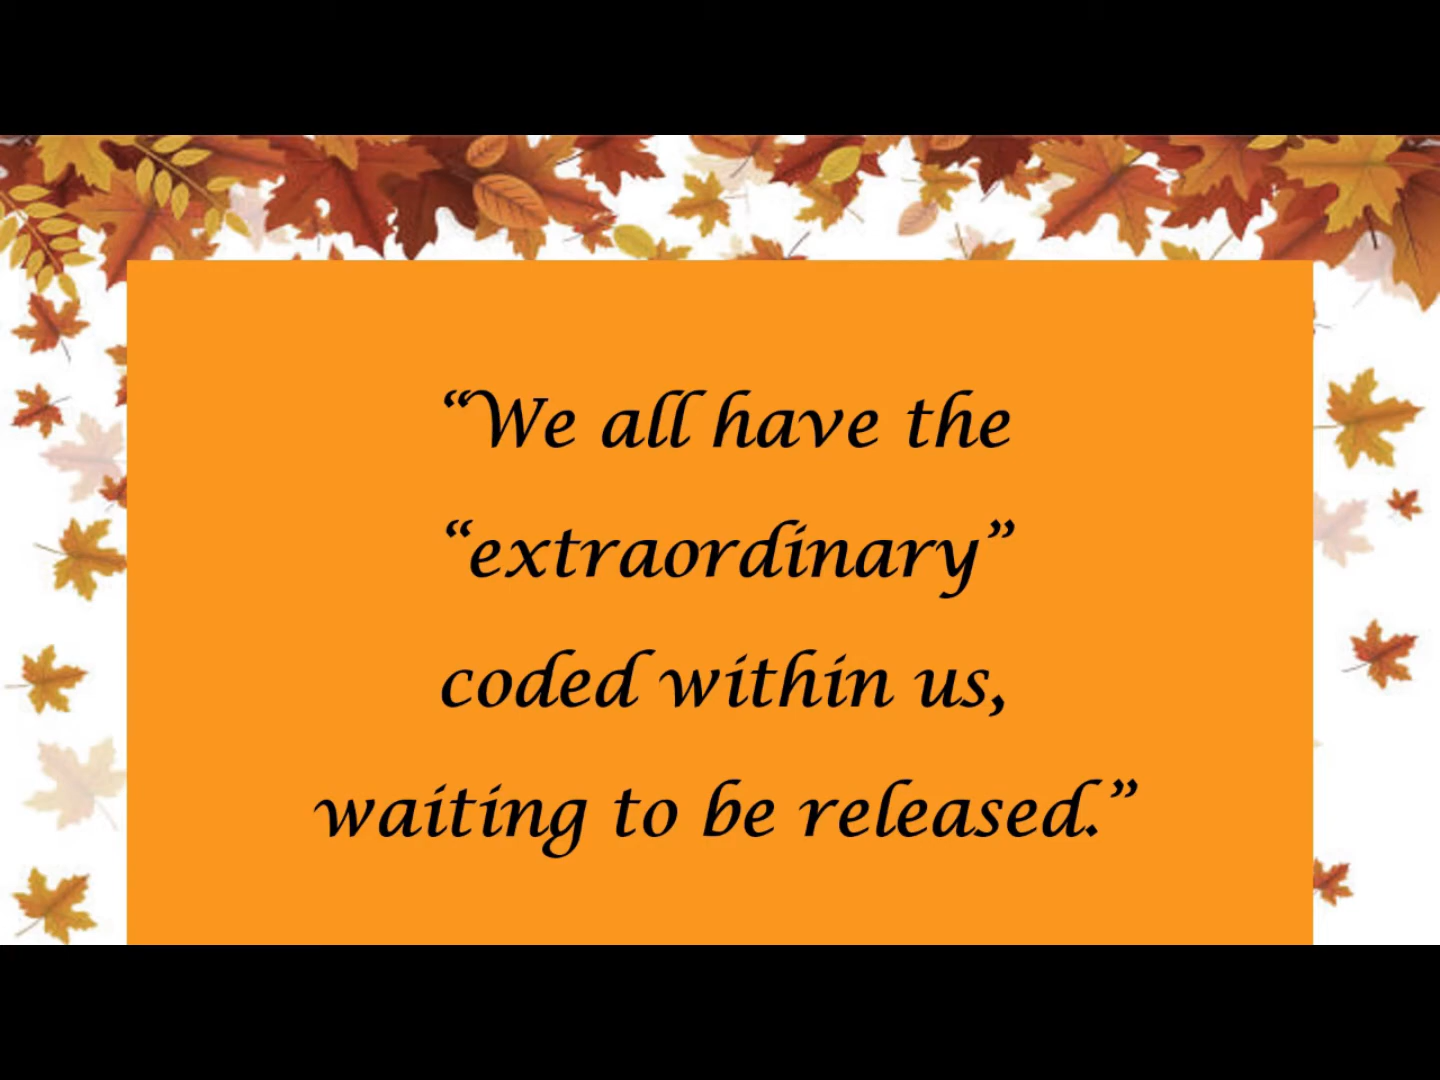 “We all have the
“extraordinary”
coded within us,
waiting to be released.”